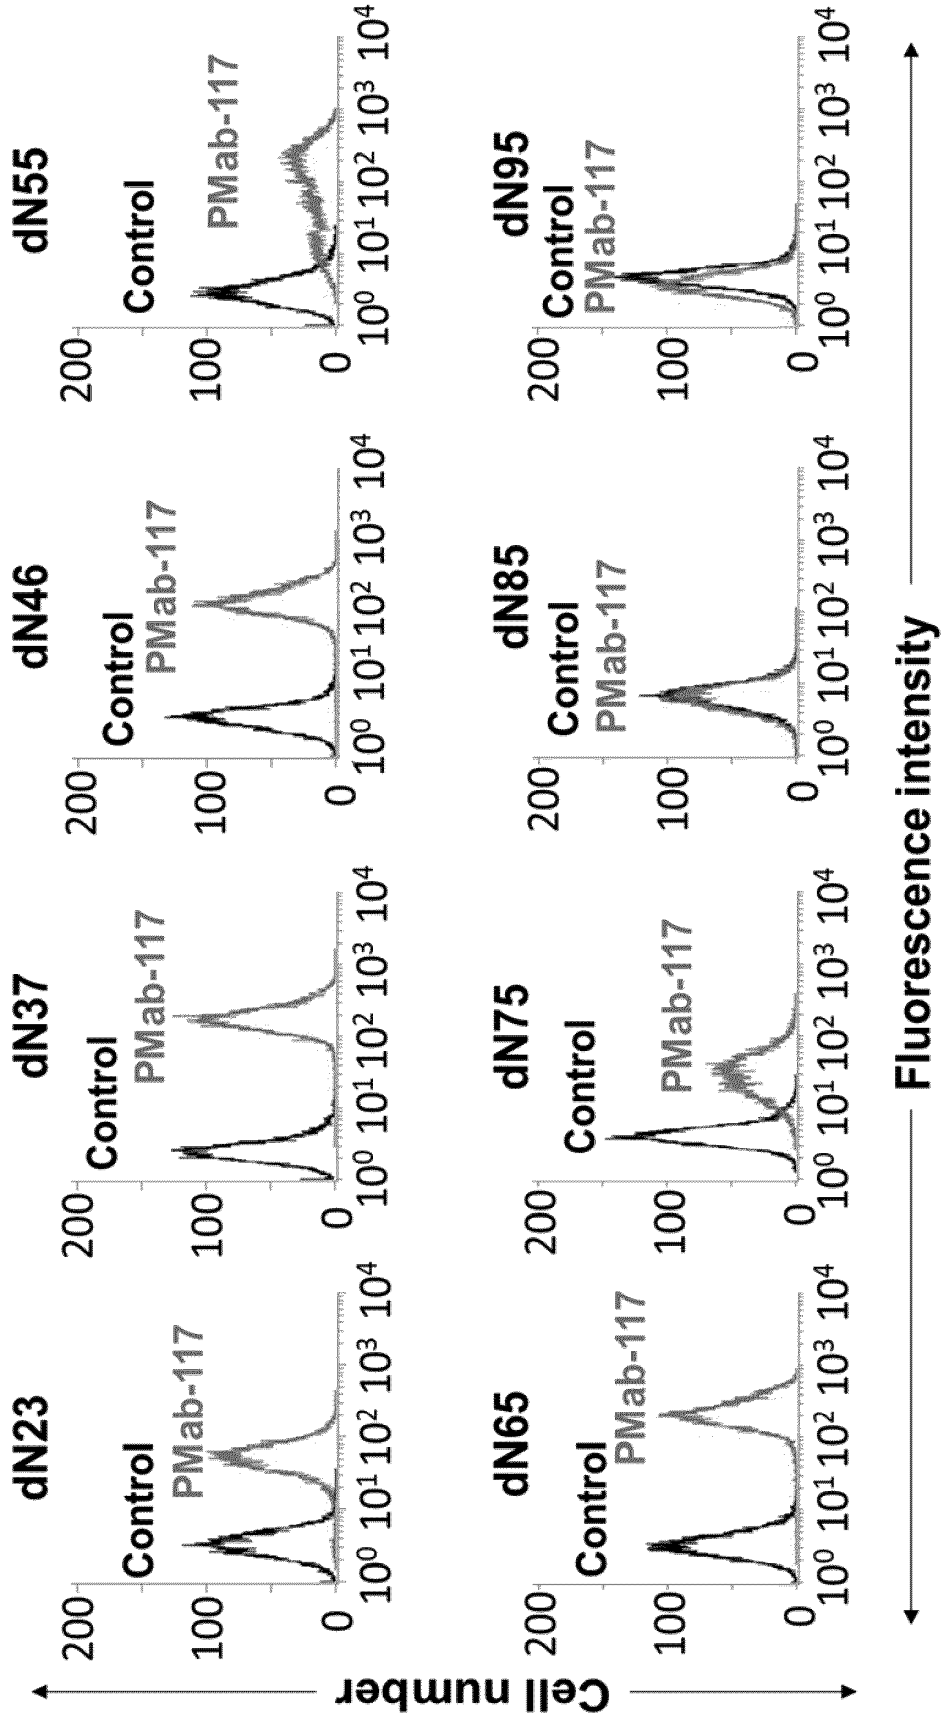 Cell number
dN23
200
100
0
Control
PMab-117
10⁰ 10¹ 10² 10³ 10⁴
dN37
200
100
0
Control
PMab-117
10⁰ 10¹ 10² 10³ 10⁴
dN46
200
100
0
Control
PMab-117
10⁰ 10¹ 10² 10³ 10⁴
dN55
200
100
0
Control
PMab-117
10⁰ 10¹ 10² 10³ 10⁴
dN65
200
100
0
Control
PMab-117
10⁰ 10¹ 10² 10³ 10⁴
dN75
200
100
0
Control
PMab-117
10⁰ 10¹ 10² 10³ 10⁴
dN85
200
100
0
Control
PMab-117
10⁰ 10¹ 10² 10³ 10⁴
dN95
200
100
0
Control
PMab-117
10⁰ 10¹ 10² 10³ 10⁴
Fluorescence intensity